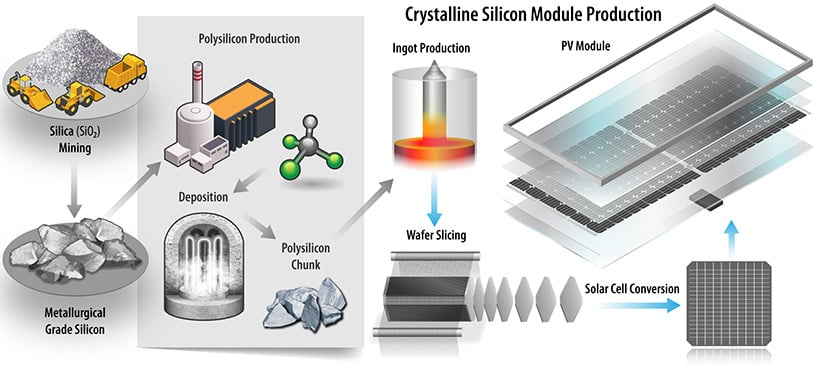 Crystalline Silicon Module Production
Polysilicon Production
Ingot Production
PV Module
Silica (SiO₂)
Mining
Deposition
Polysilicon
Chunk
Wafer Slicing
Solar Cell Conversion
Metallurgical
Grade Silicon